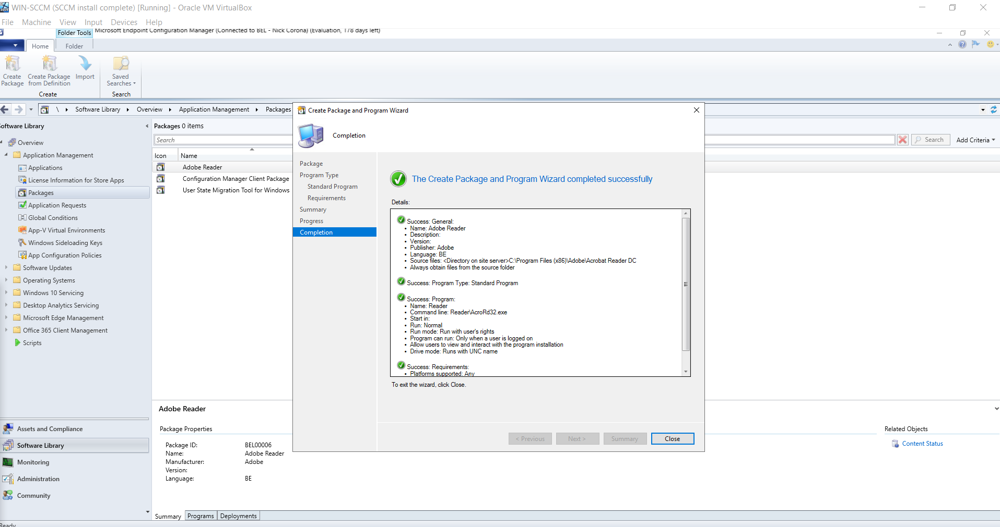 WIN-SCCM (SCCM install complete) [Running] - Oracle VM VirtualBox
File Machine View Input Devices Help
Folder Tools Microsoft Endpoint Configuration Manager (Connected to BEL - Nick Corona) (Evaluation, 178 days left)
Home Folder
Create Package
Create Package from Definition
Import
Saved Searches
Create Search
\ Software Library Overview Application Management Packages
Software Library
Overview
Application Management
Applications
License Information for Store Apps
Packages
Application Requests
Global Conditions
App-V Virtual Environments
Windows Sideloading Keys
App Configuration Policies
Software Updates
Operating Systems
Windows 10 Servicing
Desktop Analytics Servicing
Microsoft Edge Management
Office 365 Client Management
Scripts
Assets and Compliance
Software Library
Monitoring
Administration
Community
Ready
Packages 0 items
Search
Search Add Criteria
Icon Name
Adobe Reader
Configuration Manager Client Package
User State Migration Tool for Windows
Create Package and Program Wizard
Completion
Package
Program Type
Standard Program
Requirements
Summary
Progress
Completion
The Create Package and Program Wizard completed successfully
Details:
Success: General:
• Name: Adobe Reader
• Description:
• Version:
• Publisher: Adobe
• Language: BE
• Source files: <Directory on site server>C:\Program Files (x86)\Adobe\Acrobat Reader DC
• Always obtain files from the source folder
Success: Program Type: Standard Program
Success: Program:
• Name: Reader
• Command line: Reader\AcroRd32.exe
• Start in:
• Run: Normal
• Run mode: Run with user's rights
• Program can run: Only when a user is logged on
• Allow users to view and interact with the program installation
• Drive mode: Runs with UNC name
Success: Requirements:
• Platforms supported: Any
To exit the wizard, click Close.
< Previous Next > Summary Close
Adobe Reader
Package Properties
Package ID: BEL00006
Name: Adobe Reader
Manufacturer: Adobe
Version:
Language: BE
Related Objects
Content Status
Summary Programs Deployments